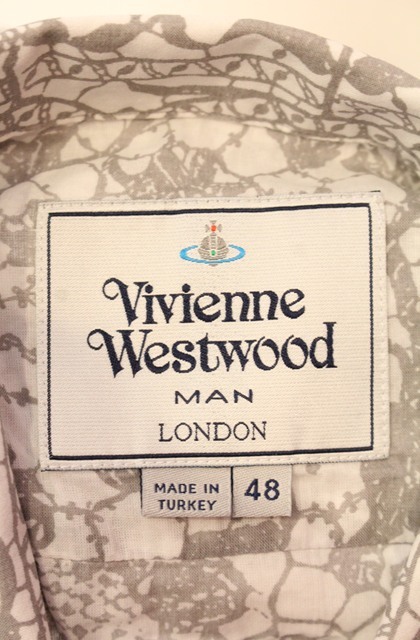 Vivienne
Westwood
MAN
LONDON
MADE IN
TURKEY
48